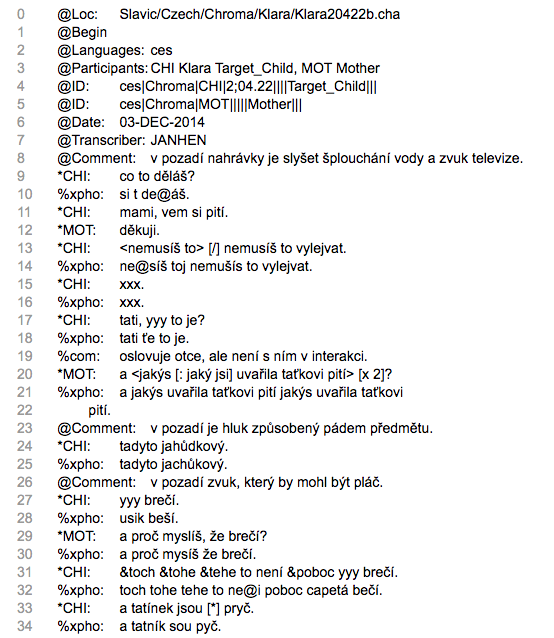 0 @Loc: Slavic/Czech/Chroma/Klara/Klara20422b.cha
1 @Begin
2 @Languages: ces
3 @Participants: CHI Klara Target_Child, MOT Mother
4 @ID: ces|Chroma|CHI|2;04.22||||Target_Child|||
5 @ID: ces|Chroma|MOT|||||Mother|||
6 @Date: 03-DEC-2014
7 @Transcriber: JANHEN
8 @Comment: v pozadí nahrávky je slyšet šplouchání vody a zvuk televize.
9 *CHI: co to děláš?
10 %xpho: si t de@áš.
11 *CHI: mami, vem si pití.
12 *MOT: děkuji.
13 *CHI: <nemusíš to> [/] nemusíš to vylejvat.
14 %xpho: ne@síš toj nemušís to vylejvat.
15 *CHI: xxx.
16 %xpho: xxx.
17 *CHI: tati, yyy to je?
18 %xpho: tati ťe to je.
19 %com: oslovuje otce, ale není s ním v interakci.
20 *MOT: a <jakýs [: jaký jsi] uvařila taťkovi pití> [x 2]?
21 %xpho: a jakýs uvařila taťkovi pití jakýs uvařila taťkovi
22 pití.
23 @Comment: v pozadí je hluk způsobený pádem předmětu.
24 *CHI: tadyto jahůdkový.
25 %xpho: tadyto jachůkový.
26 @Comment: v pozadí zvuk, který by mohl být pláč.
27 *CHI: yyy brečí.
28 %xpho: usik beší.
29 *MOT: a proč myslíš, že brečí?
30 %xpho: a proč mysíš že brečí.
31 *CHI: &toch &tohe &tehe to není &poboc yyy brečí.
32 %xpho: toch tohe tehe to ne@i poboc capetá bečí.
33 *CHI: a tatínek jsou [*] pryč.
34 %xpho: a tatník sou pyč.